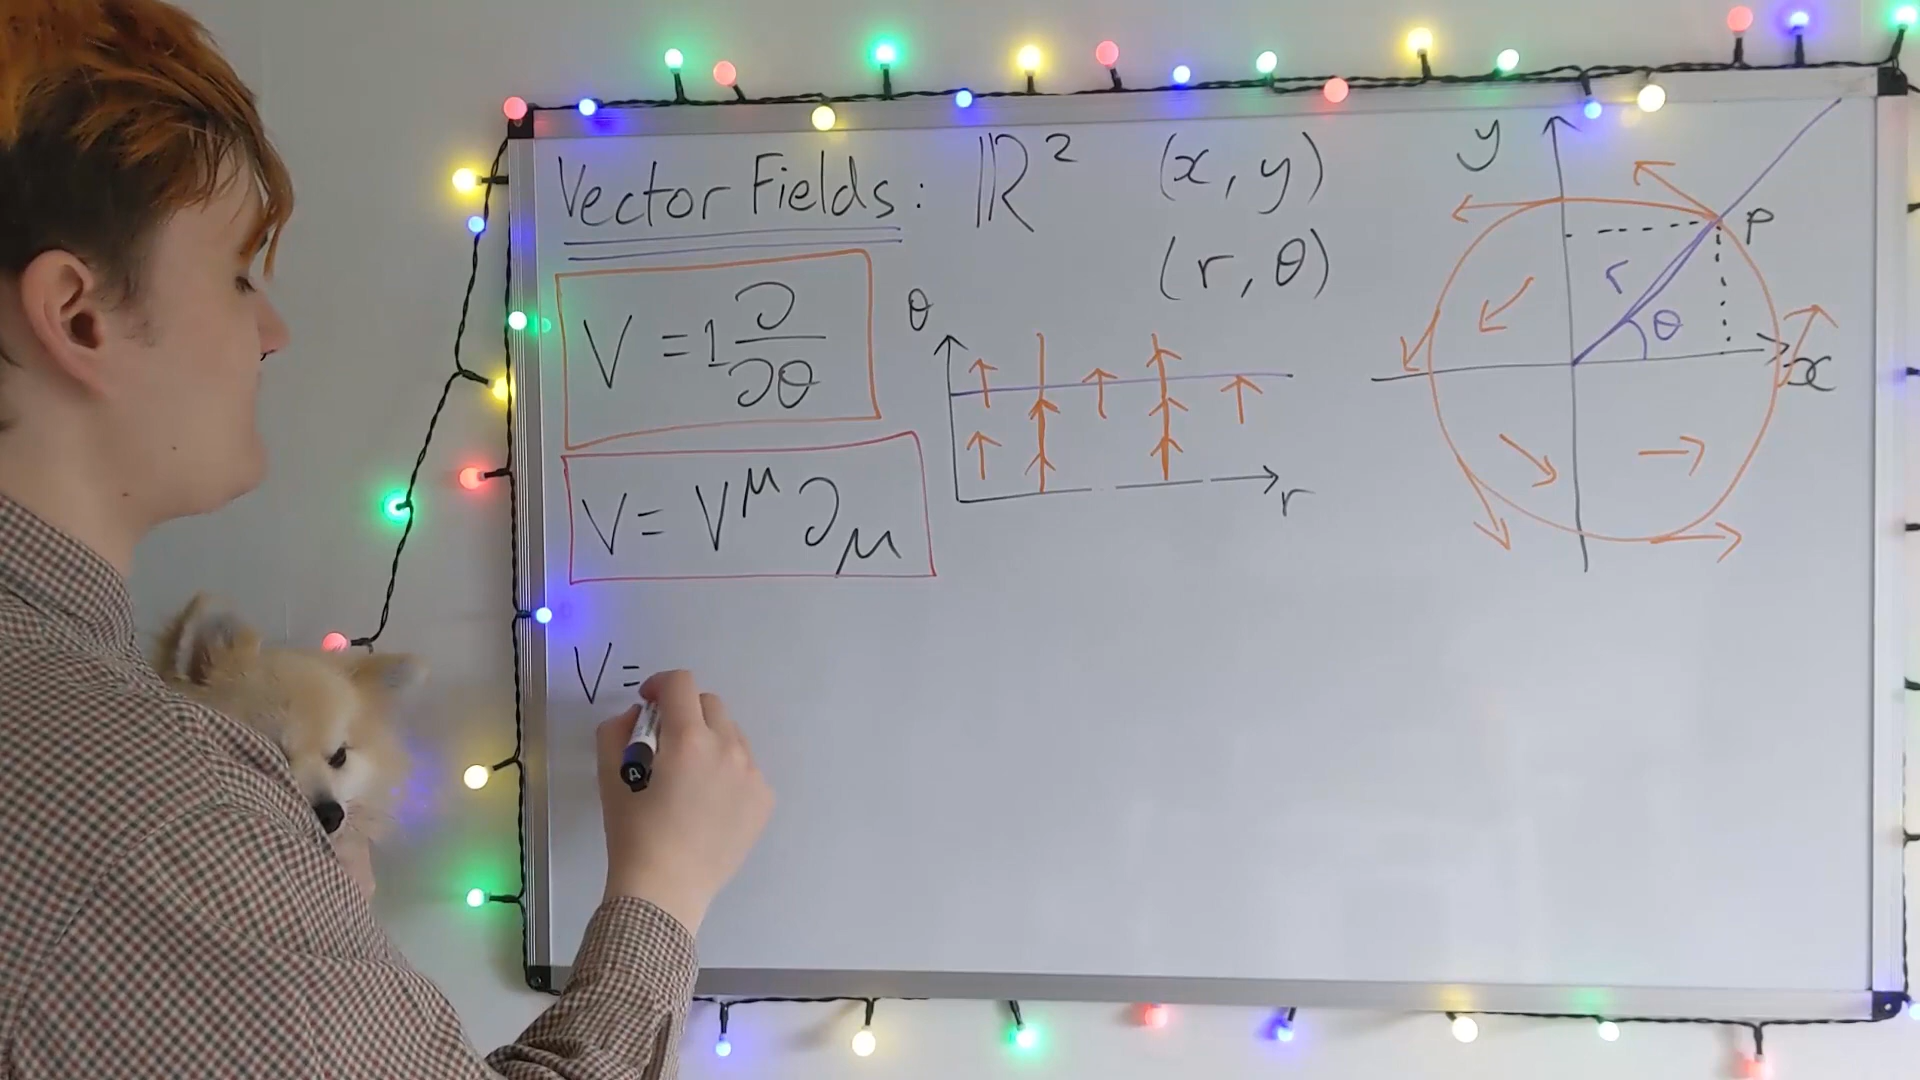 Vector Fields: ℝ² (x, y)
(r, θ)
V = 1 ∂/∂θ
V = V^μ ∂_μ
V =
θ
r
y
x
p
r
θ
A